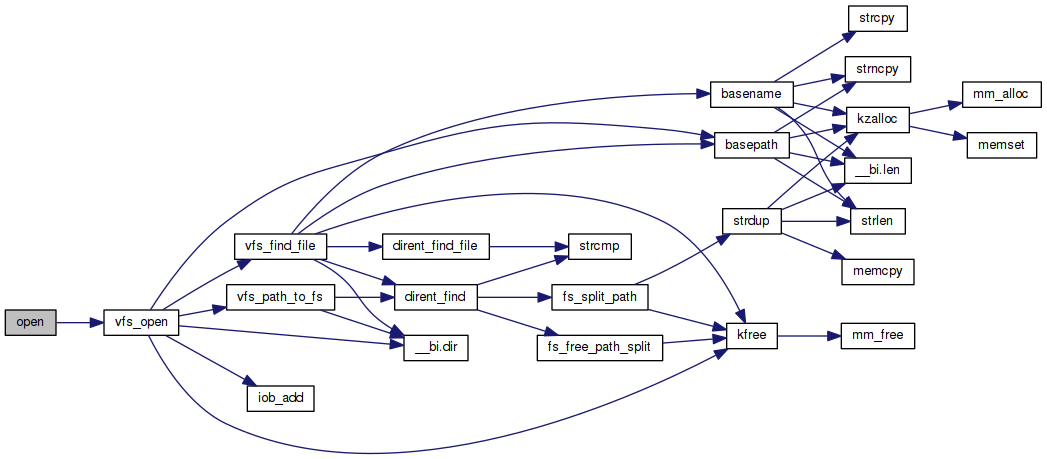 open
vfs_open
vfs_find_file
vfs_path_to_fs
iob_add
dirent_find_file
dirent_find
__bi.dir
strcmp
fs_split_path
fs_free_path_split
basename
basepath
strdup
kfree
strcpy
strncpy
kzalloc
__bi.len
strlen
memcpy
mm_free
mm_alloc
memset